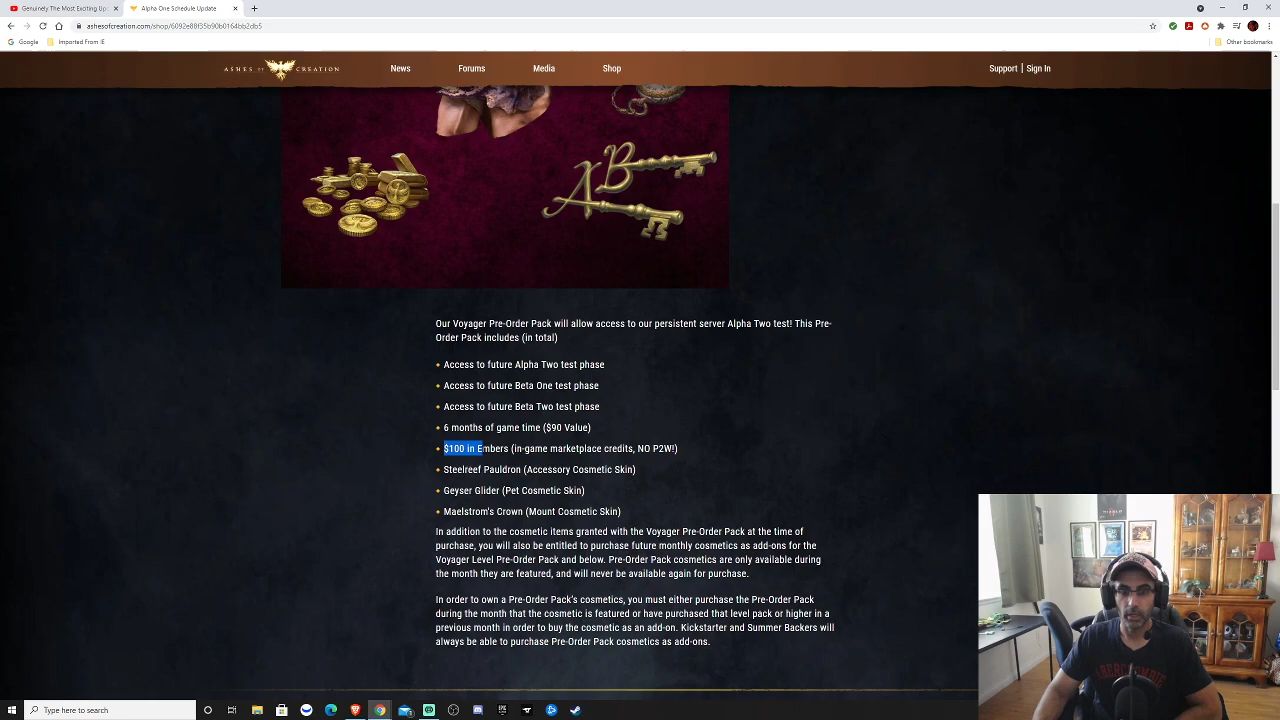 Genuinely The Most Exciting Up
Alpha One Schedule Update
ashesofcreation.com/shop/6092e88f35b90b0164bb2db5
Google
Imported From IE
Other bookmarks
ASHES OF CREATION
News
Forums
Media
Shop
Support | Sign In
A B
Our Voyager Pre-Order Pack will allow access to our persistent server Alpha Two test! This Pre-
Order Pack includes (in total)
Access to future Alpha Two test phase
Access to future Beta One test phase
Access to future Beta Two test phase
6 months of game time ($90 Value)
$100 in Embers (in-game marketplace credits, NO P2W!)
Steelreef Pauldron (Accessory Cosmetic Skin)
Geyser Glider (Pet Cosmetic Skin)
Maelstrom's Crown (Mount Cosmetic Skin)
In addition to the cosmetic items granted with the Voyager Pre-Order Pack at the time of
purchase, you will also be entitled to purchase future monthly cosmetics as add-ons for the
Voyager Level Pre-Order Pack and below. Pre-Order Pack cosmetics are only available during
the month they are featured, and will never be available again for purchase.
In order to own a Pre-Order Pack's cosmetics, you must either purchase the Pre-Order Pack
during the month that the cosmetic is featured or have purchased that level pack or higher in a
previous month in order to buy the cosmetic as an add-on. Kickstarter and Summer Backers will
always be able to purchase Pre-Order Pack cosmetics as add-ons.
ABERCROMBIE
Type here to search